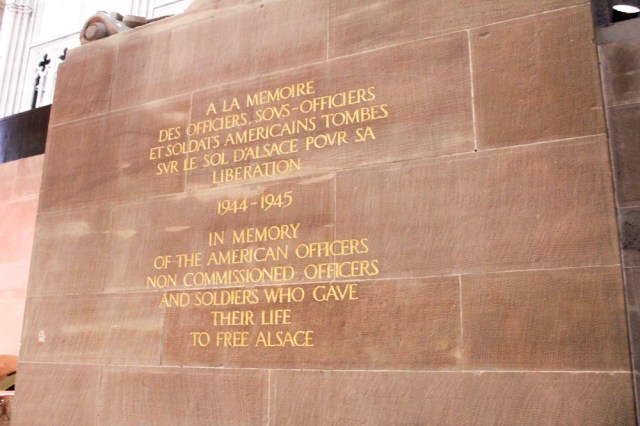 A LA MEMOIRE
DES OFFICIERS, SOVS-OFFICIERS
ET SOLDATS AMERICAINS TOMBES
SVR LE SOL D'ALSACE POVR SA
LIBERATION
1944-1945
IN MEMORY
OF THE AMERICAN OFFICERS
NON COMMISSIONED OFFICERS
AND SOLDIERS WHO GAVE
THEIR LIFE
TO FREE ALSACE